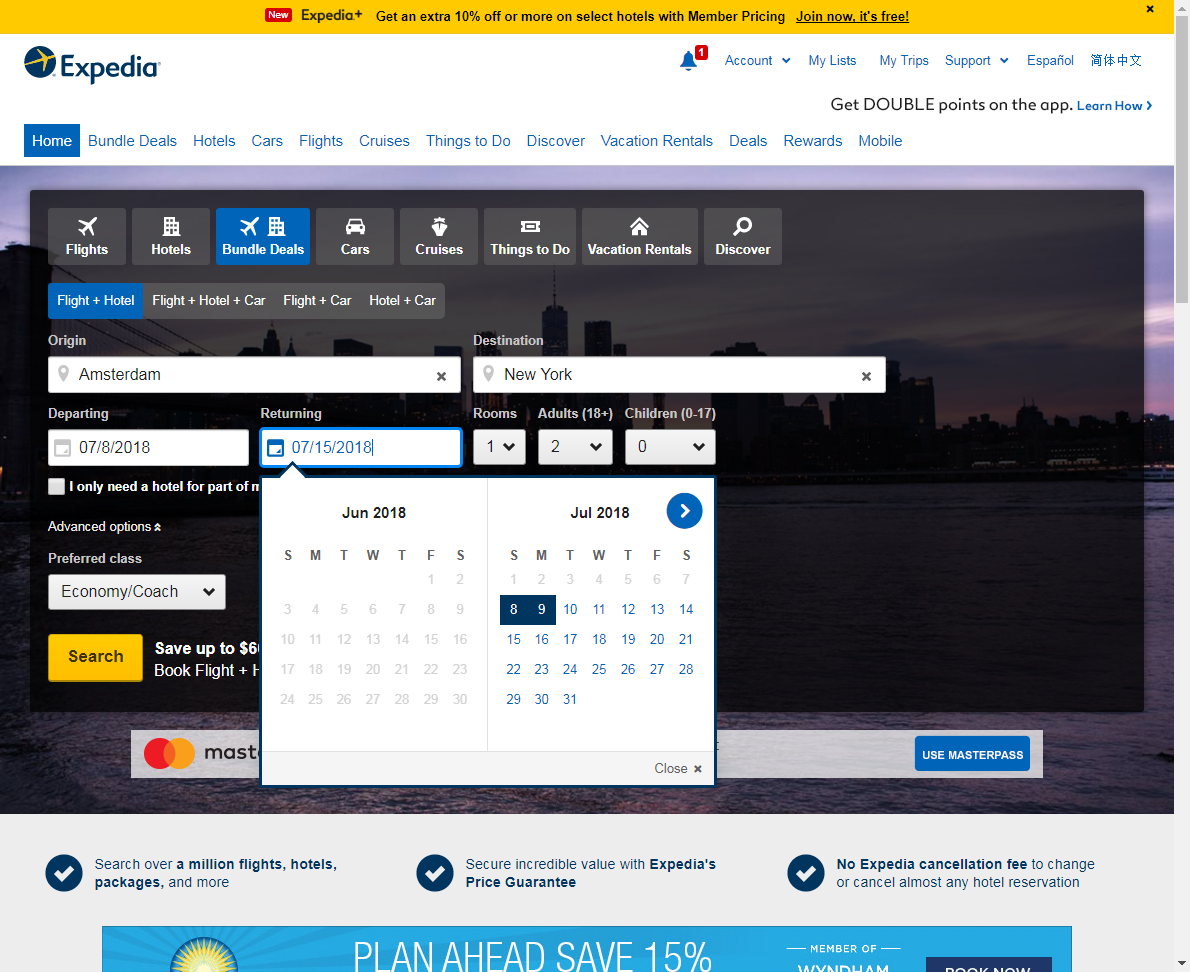 New Expedia+ Get an extra 10% off or more on select hotels with Member Pricing Join now, it's free!
Expedia
1 Account My Lists My Trips Support Español 简体中文
Get DOUBLE points on the app. Learn How
Home Bundle Deals Hotels Cars Flights Cruises Things to Do Discover Vacation Rentals Deals Rewards Mobile
Flights Hotels Bundle Deals Cars Cruises Things to Do Vacation Rentals Discover
Flight + Hotel Flight + Hotel + Car Flight + Car Hotel + Car
Origin Destination
Amsterdam New York
Departing Returning Rooms Adults (18+) Children (0-17)
07/8/2018 07/15/2018 1 2 0
I only need a hotel for part of m
Advanced options
Preferred class
Economy/Coach
Search
Save up to $6
Book Flight + H
Jun 2018
S M T W T F S
1 2
3 4 5 6 7 8 9
10 11 12 13 14 15 16
17 18 19 20 21 22 23
24 25 26 27 28 29 30
Jul 2018
S M T W T F S
1 2 3 4 5 6 7
8 9 10 11 12 13 14
15 16 17 18 19 20 21
22 23 24 25 26 27 28
29 30 31
Close
maste
USE MASTERPASS
Search over a million flights, hotels,
packages, and more
Secure incredible value with Expedia's
Price Guarantee
No Expedia cancellation fee to change
or cancel almost any hotel reservation
PLAN AHEAD SAVE 15%
MEMBER OF
WYNDHAM
BOOK NOW